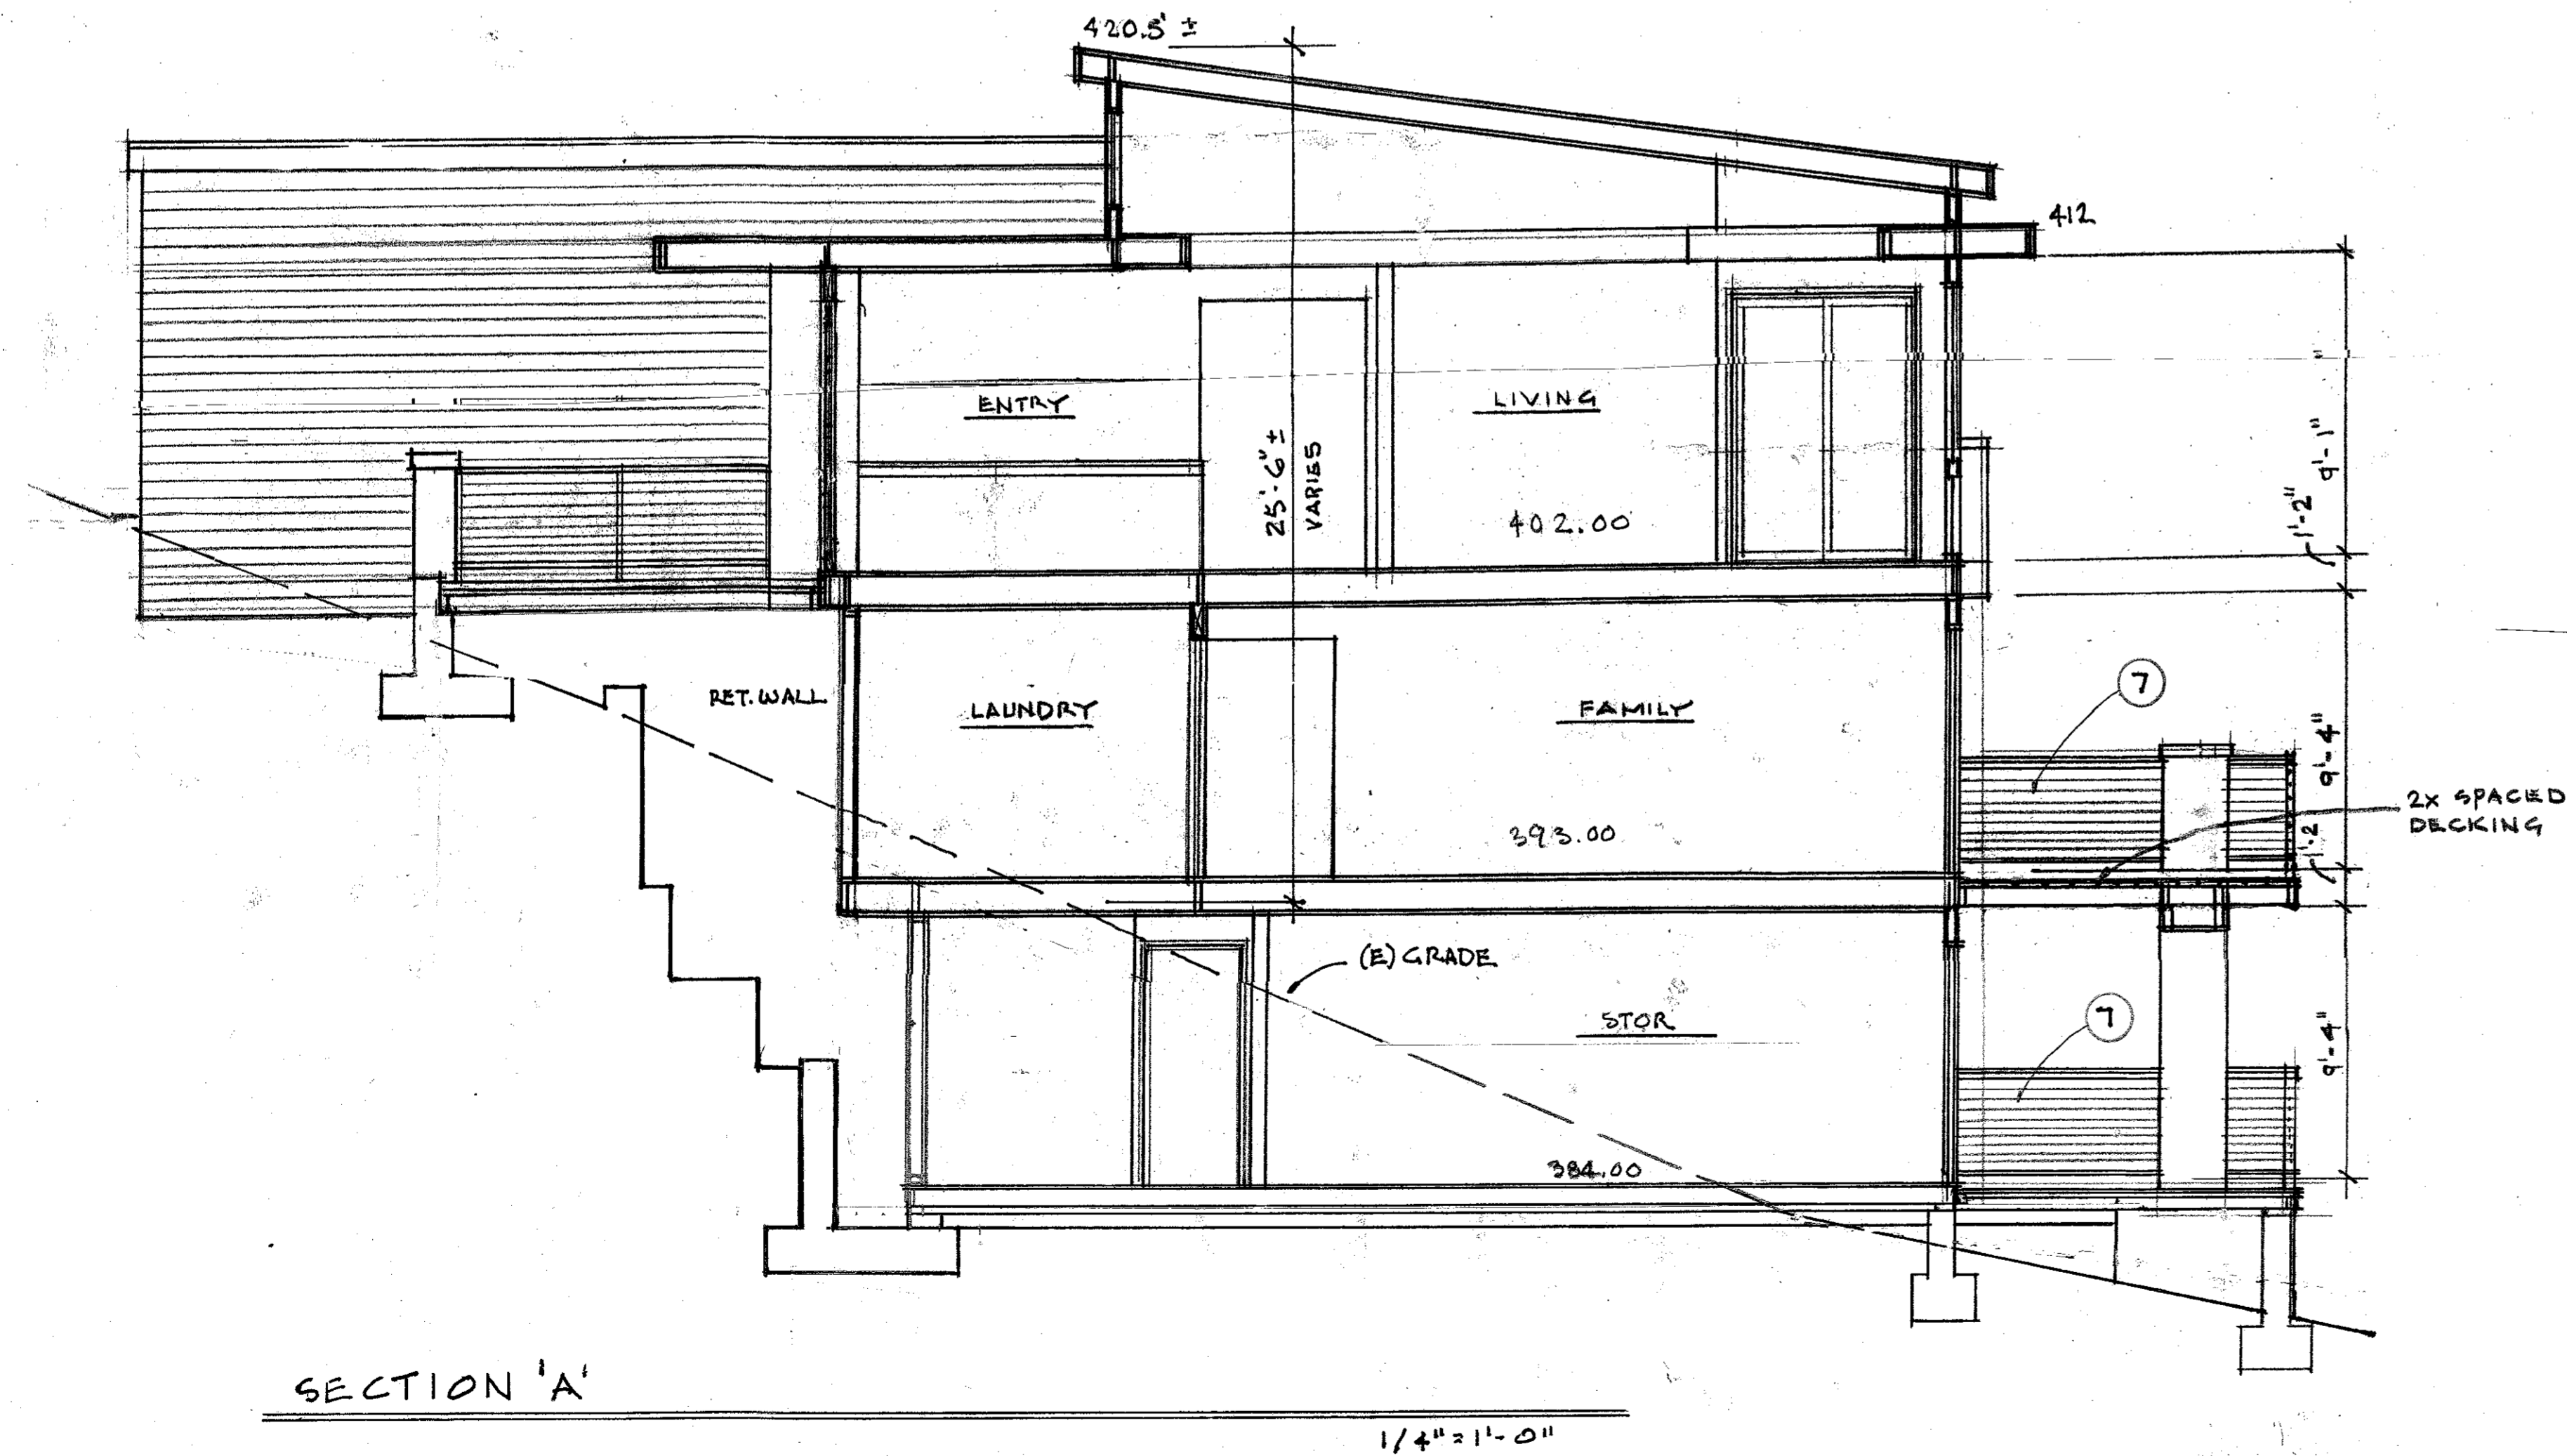 420.5' ±
412
ENTRY
LIVING
25'-6"±
VARIES
402.00
9'-1"
1'-2"
RET. WALL
LAUNDRY
FAMILY
7
393.00
9'-4"
2X SPACED
DECKING
1'-2
(E) GRADE
STOR
7
9'-4"
384.00
SECTION 'A'
1/4"=1'-0"